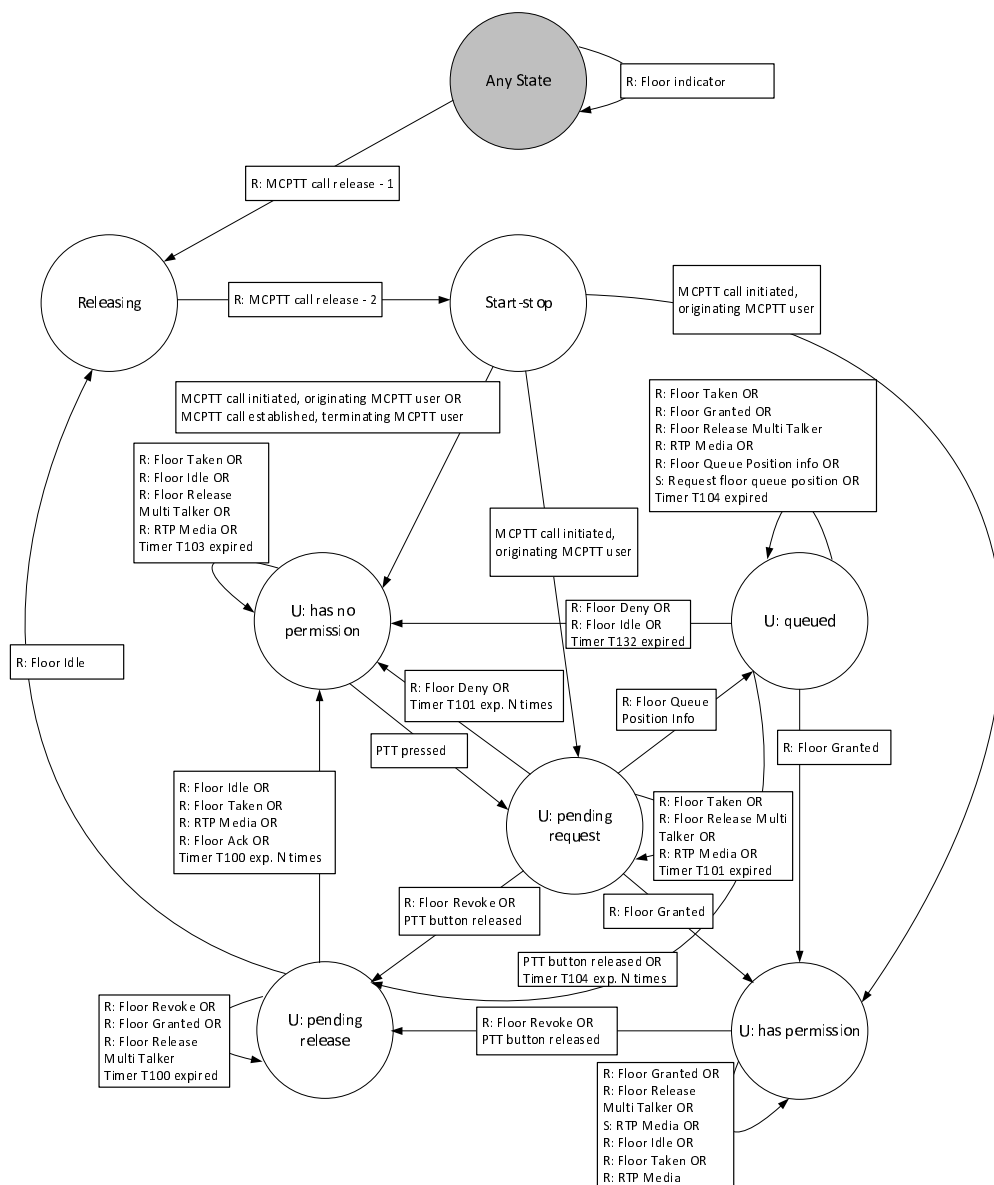 Any State
R: Floor indicator
R: MCPTT call release - 1
Releasing
R: MCPTT call release - 2
Start-stop
MCPTT call initiated,
originating MCPTT user
MCPTT call initiated, originating MCPTT user OR
MCPTT call established, terminating MCPTT user
R: Floor Taken OR
R: Floor Granted OR
R: Floor Release Multi Talker
R: RTP Media OR
R: Floor Queue Position info OR
S: Request floor queue position OR
Timer T104 expired
R: Floor Taken OR
R: Floor Idle OR
R: Floor Release
Multi Talker OR
R: RTP Media OR
Timer T103 expired
MCPTT call initiated,
originating MCPTT user
U: has no
permission
R: Floor Deny OR
R: Floor Idle OR
Timer T132 expired
U: queued
R: Floor Idle
R: Floor Deny OR
Timer T101 exp. N times
R: Floor Queue
Position Info
PTT pressed
R: Floor Granted
R: Floor Idle OR
R: Floor Taken OR
R: RTP Media OR
R: Floor Ack OR
Timer T100 exp. N times
U: pending
request
R: Floor Taken OR
R: Floor Release Multi
Talker OR
R: RTP Media OR
Timer T101 expired
R: Floor Revoke OR
PTT button released
R: Floor Granted
PTT button released OR
Timer T104 exp. N times
R: Floor Revoke OR
R: Floor Granted OR
R: Floor Release
Multi Talker
Timer T100 expired
U: pending
release
R: Floor Revoke OR
PTT button released
U: has permission
R: Floor Granted OR
R: Floor Release
Multi Talker OR
S: RTP Media OR
R: Floor Idle OR
R: Floor Taken OR
R: RTP Media